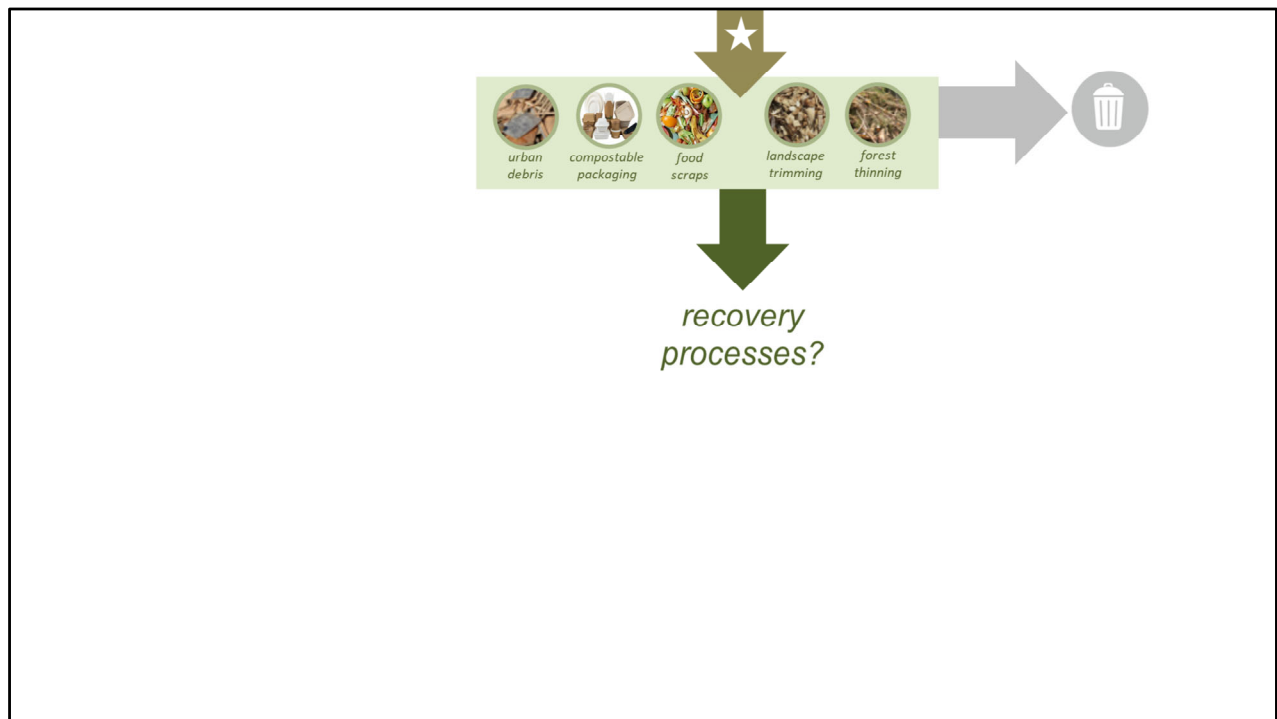 urban
debris
compostable
packaging
food
scraps
landscape
trimming
forest
thinning
recovery
processes?